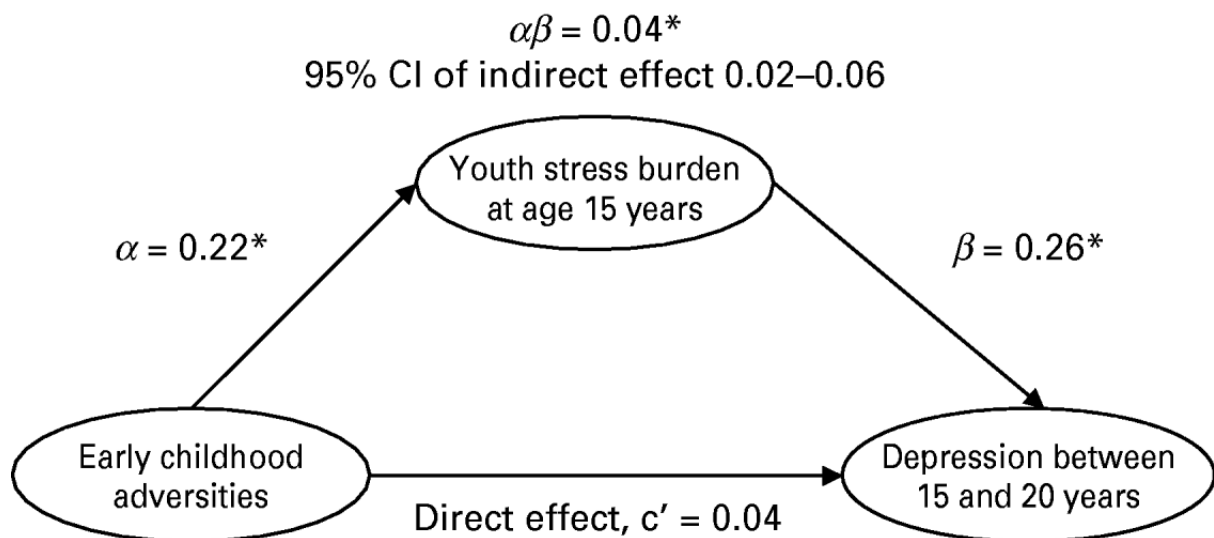 αβ = 0.04*
95% CI of indirect effect 0.02–0.06
Youth stress burden
at age 15 years
α = 0.22*
β = 0.26*
Early childhood
adversities
Direct effect, c’ = 0.04
Depression between
15 and 20 years